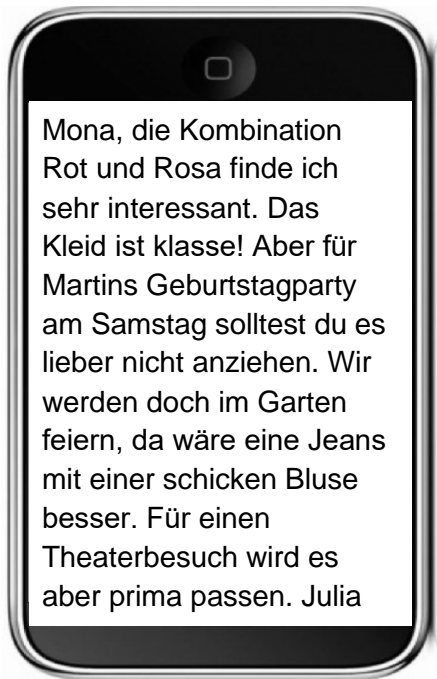 Mona, die Kombination
Rot und Rosa finde ich
sehr interessant. Das
Kleid ist klasse! Aber für
Martins Geburtstagparty
am Samstag solltest du es
lieber nicht anziehen. Wir
werden doch im Garten
feiern, da wäre eine Jeans
mit einer schicken Bluse
besser. Für einen
Theaterbesuch wird es
aber prima passen. Julia